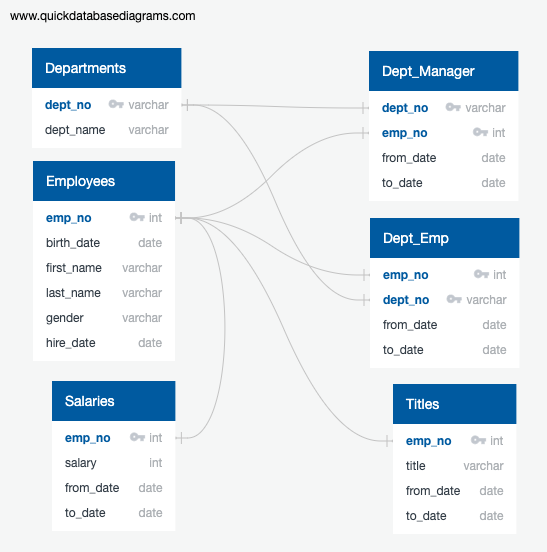 www.quickdatabasediagrams.com
Departments
dept_no varchar
dept_name varchar
Employees
emp_no int
birth_date date
first_name varchar
last_name varchar
gender varchar
hire_date date
Salaries
emp_no int
salary int
from_date date
to_date date
Dept_Manager
dept_no varchar
emp_no int
from_date date
to_date date
Dept_Emp
emp_no int
dept_no varchar
from_date date
to_date date
Titles
emp_no int
title varchar
from_date date
to_date date